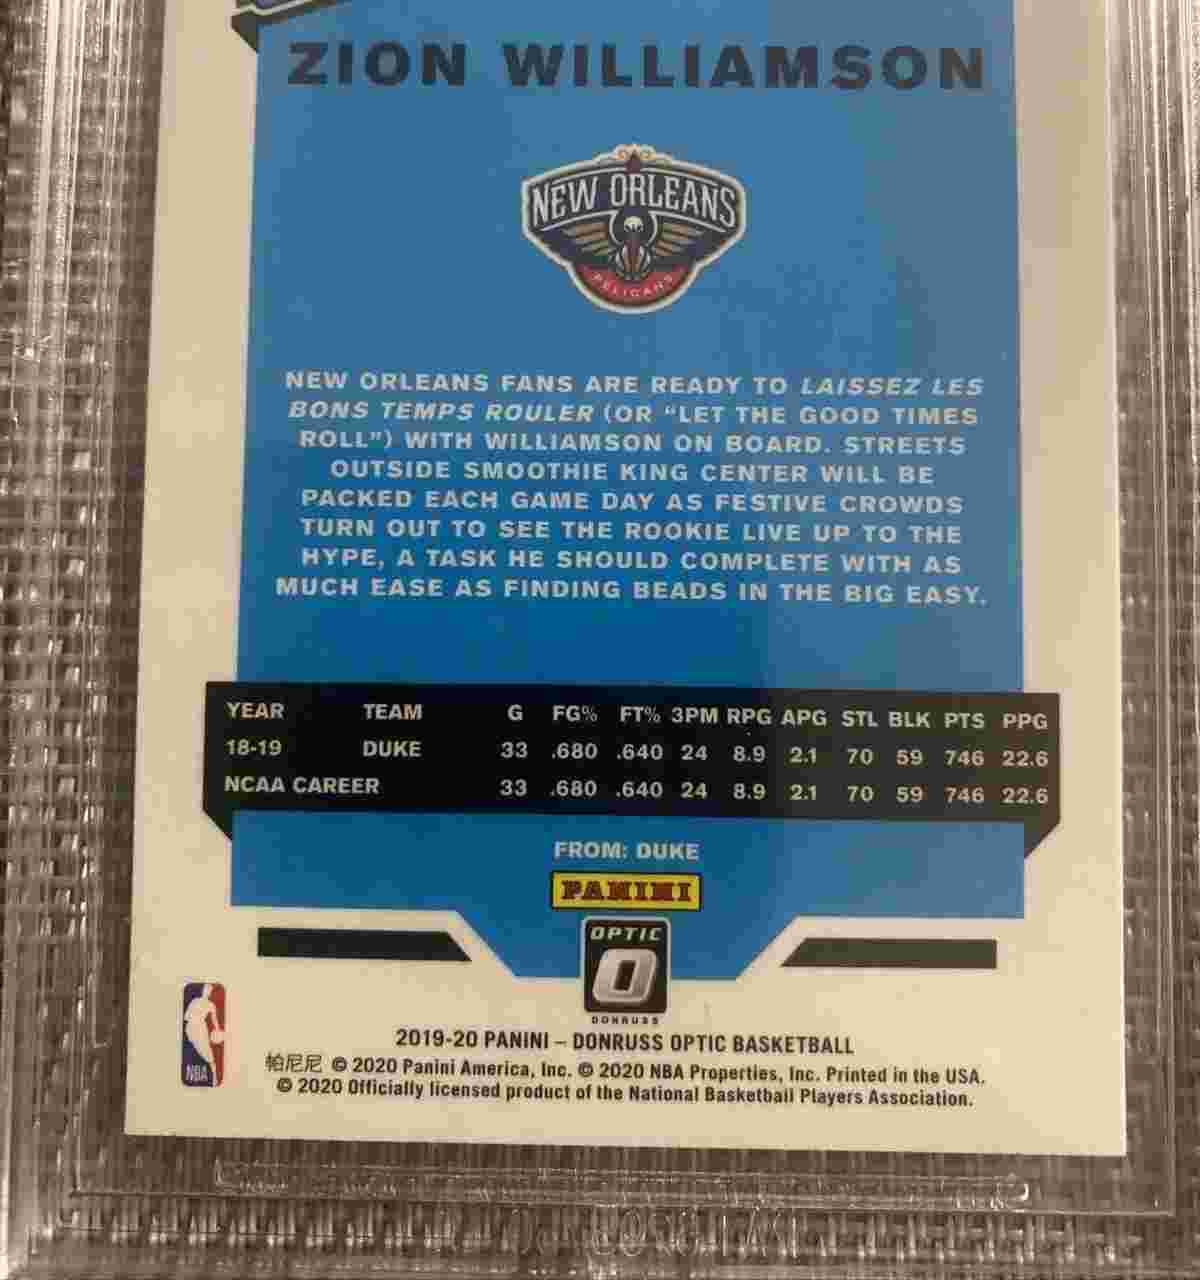 ZION WILLIAMSON
NEW ORLEANS
PELICANS
NEW ORLEANS FANS ARE READY TO LAISSEZ LES
BONS TEMPS ROULER (OR “LET THE GOOD TIMES
ROLL”) WITH WILLIAMSON ON BOARD. STREETS
OUTSIDE SMOOTHIE KING CENTER WILL BE
PACKED EACH GAME DAY AS FESTIVE CROWDS
TURN OUT TO SEE THE ROOKIE LIVE UP TO THE
HYPE, A TASK HE SHOULD COMPLETE WITH AS
MUCH EASE AS FINDING BEADS IN THE BIG EASY.
YEAR TEAM G FG% FT% 3PM RPG APG STL BLK PTS PPG
18-19 DUKE 33 .680 .640 24 8.9 2.1 70 59 746 22.6
NCAA CAREER 33 .680 .640 24 8.9 2.1 70 59 746 22.6
FROM: DUKE
PANINI
OPTIC
O
DONRUSS
NBA
2019-20 PANINI – DONRUSS OPTIC BASKETBALL
帕尼尼 © 2020 Panini America, Inc. © 2020 NBA Properties, Inc. Printed in the USA.
© 2020 Officially licensed product of the National Basketball Players Association.